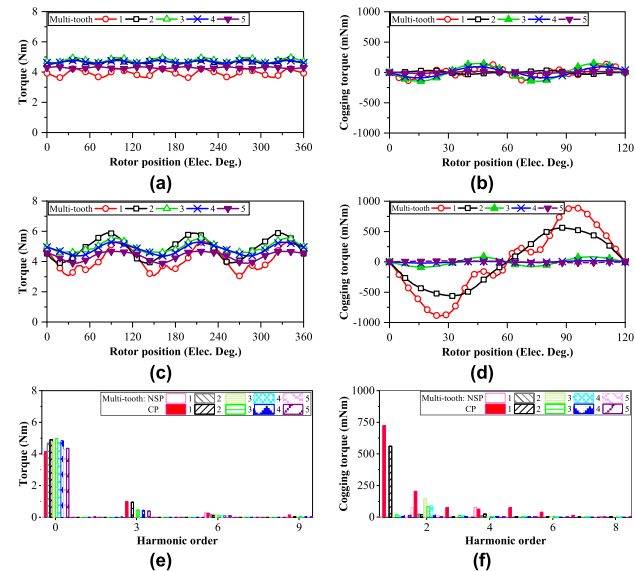 Multi-tooth 1 2 3 4 5
Torque (Nm)
8
6
4
2
0
0 60 120 180 240 300 360
Rotor position (Elec. Deg.)
(a)
Multi-tooth 1 2 3 4 5
Cogging torque (mNm)
1000
500
0
-500
-1000
0 30 60 90 120
Rotor position (Elec. Deg.)
(b)
Multi-tooth 1 2 3 4 5
Torque (Nm)
8
6
4
2
0
0 60 120 180 240 300 360
Rotor position (Elec. Deg.)
(c)
Multi-tooth 1 2 3 4 5
Cogging torque (mNm)
1000
500
0
-500
-1000
0 30 60 90 120
Rotor position (Elec. Deg.)
(d)
Multi-tooth: NSP 1 2 3 4 5
CP 1 2 3 4 5
Torque (Nm)
8
6
4
2
0
0 3 6 9
Harmonic order
(e)
Multi-tooth: NSP 1 2 3 4 5
CP 1 2 3 4 5
Cogging torque (mNm)
1000
750
500
250
0
2 4 6 8
Harmonic order
(f)